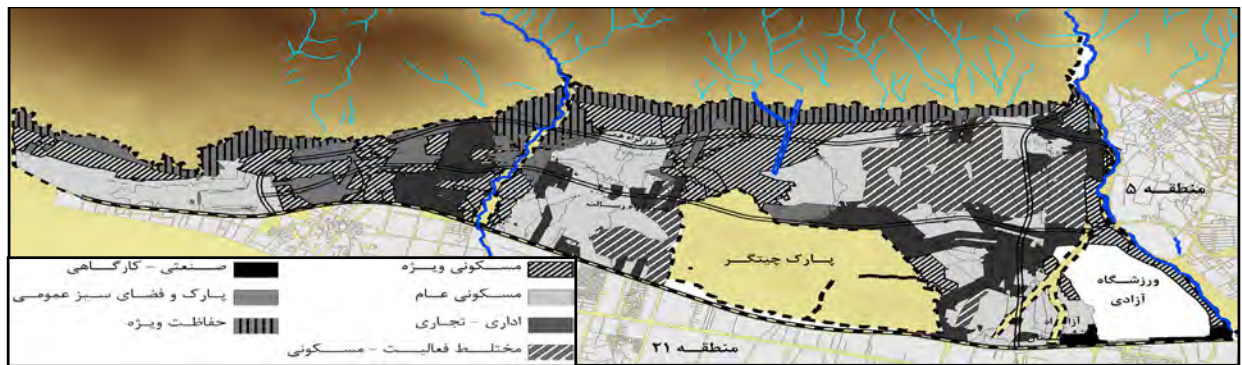 منطقه ۵
رسالت
پارک چیتگر
ورزشگاه
آزادی
منطقه ۲۱
مسکونی ویژه
مسکونی عام
اداری - تجاری
مختلط فعالیت - مسکونی
صنعتی - کارگاهی
پارک و فضای سبز عمومی
حفاظت ویژه